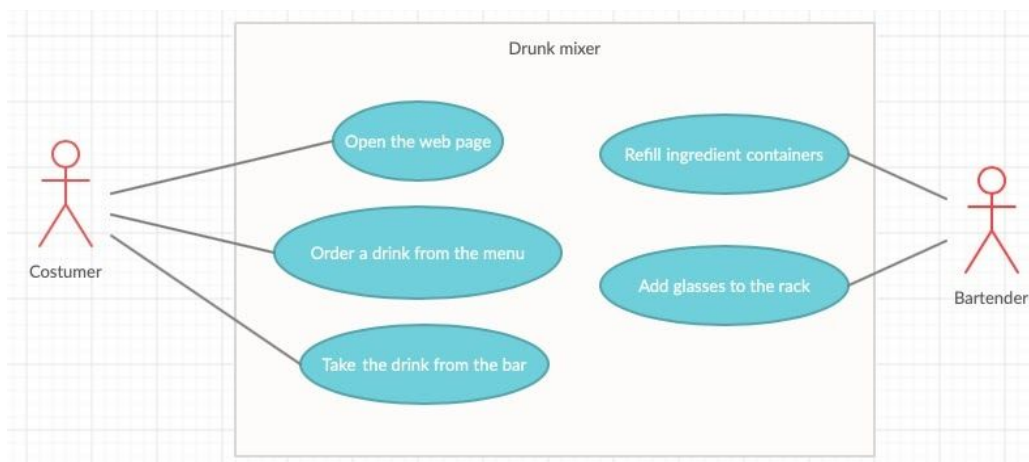 Drunk mixer
Open the web page
Refill ingredient containers
Order a drink from the menu
Costumer
Add glasses to the rack
Bartender
Take the drink from the bar